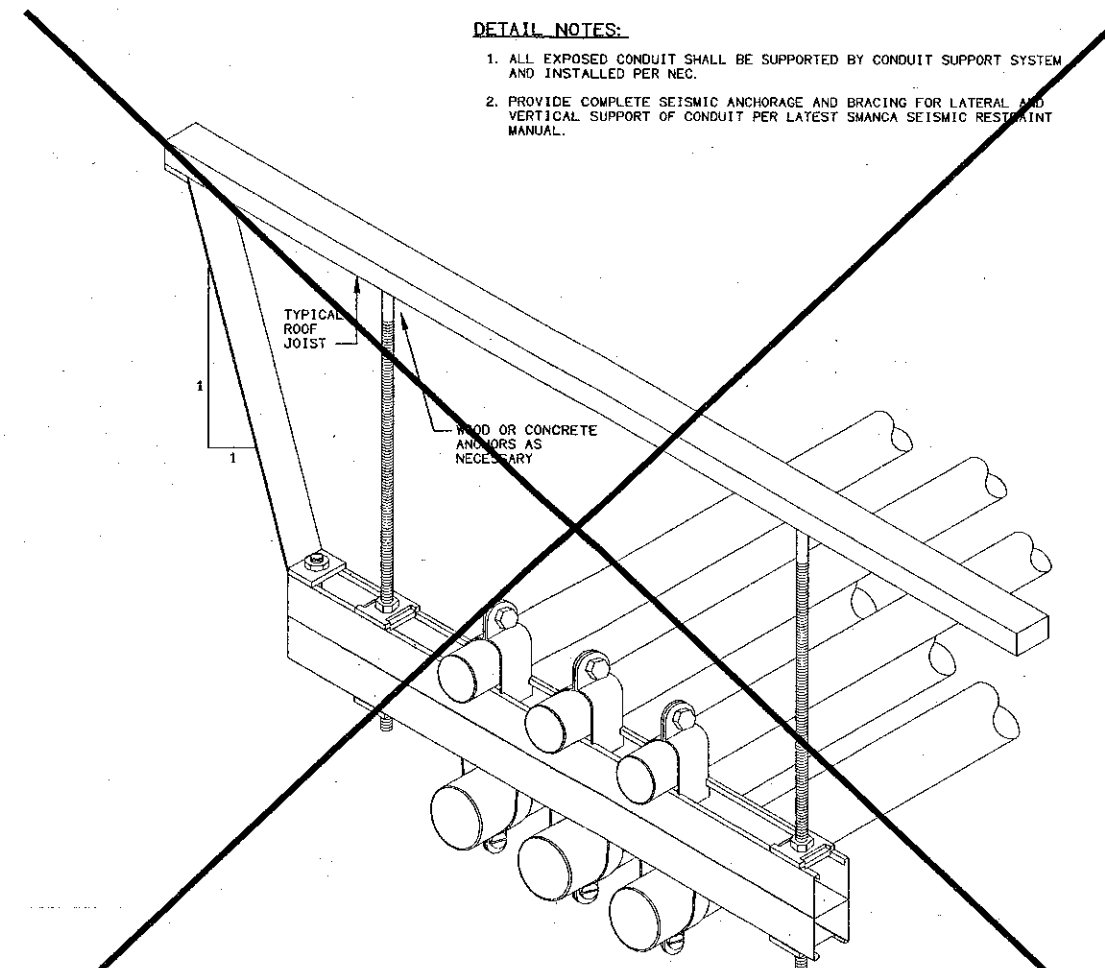 DETAIL NOTES:
1. ALL EXPOSED CONDUIT SHALL BE SUPPORTED BY CONDUIT SUPPORT SYSTEM
AND INSTALLED PER NEC.
2. PROVIDE COMPLETE SEISMIC ANCHORAGE AND BRACING FOR LATERAL AND
VERTICAL SUPPORT OF CONDUIT PER LATEST SMANCA SEISMIC RESTRAINT
MANUAL.
TYPICAL
ROOF
JOIST
1
1
WOOD OR CONCRETE
ANCHORS AS
NECESSARY